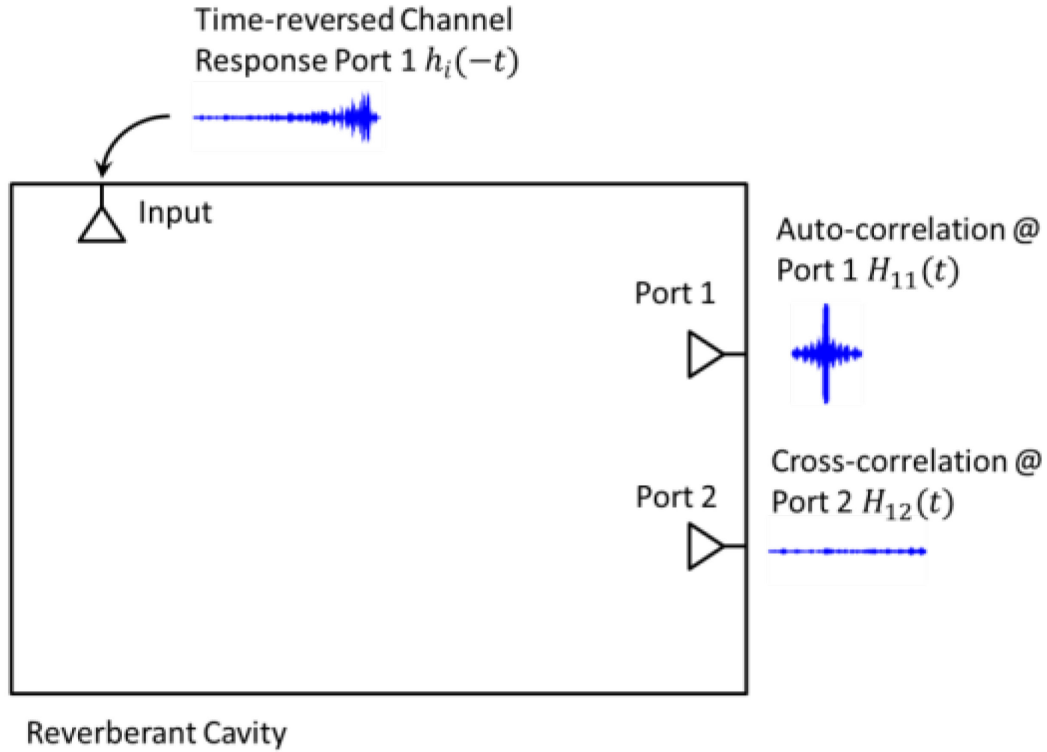 Time-reversed Channel
Response Port 1 hᵢ(−t)
Input
Auto-correlation @
Port 1 H₁₁(t)
Port 1
Cross-correlation @
Port 2 H₁₂(t)
Port 2
Reverberant Cavity